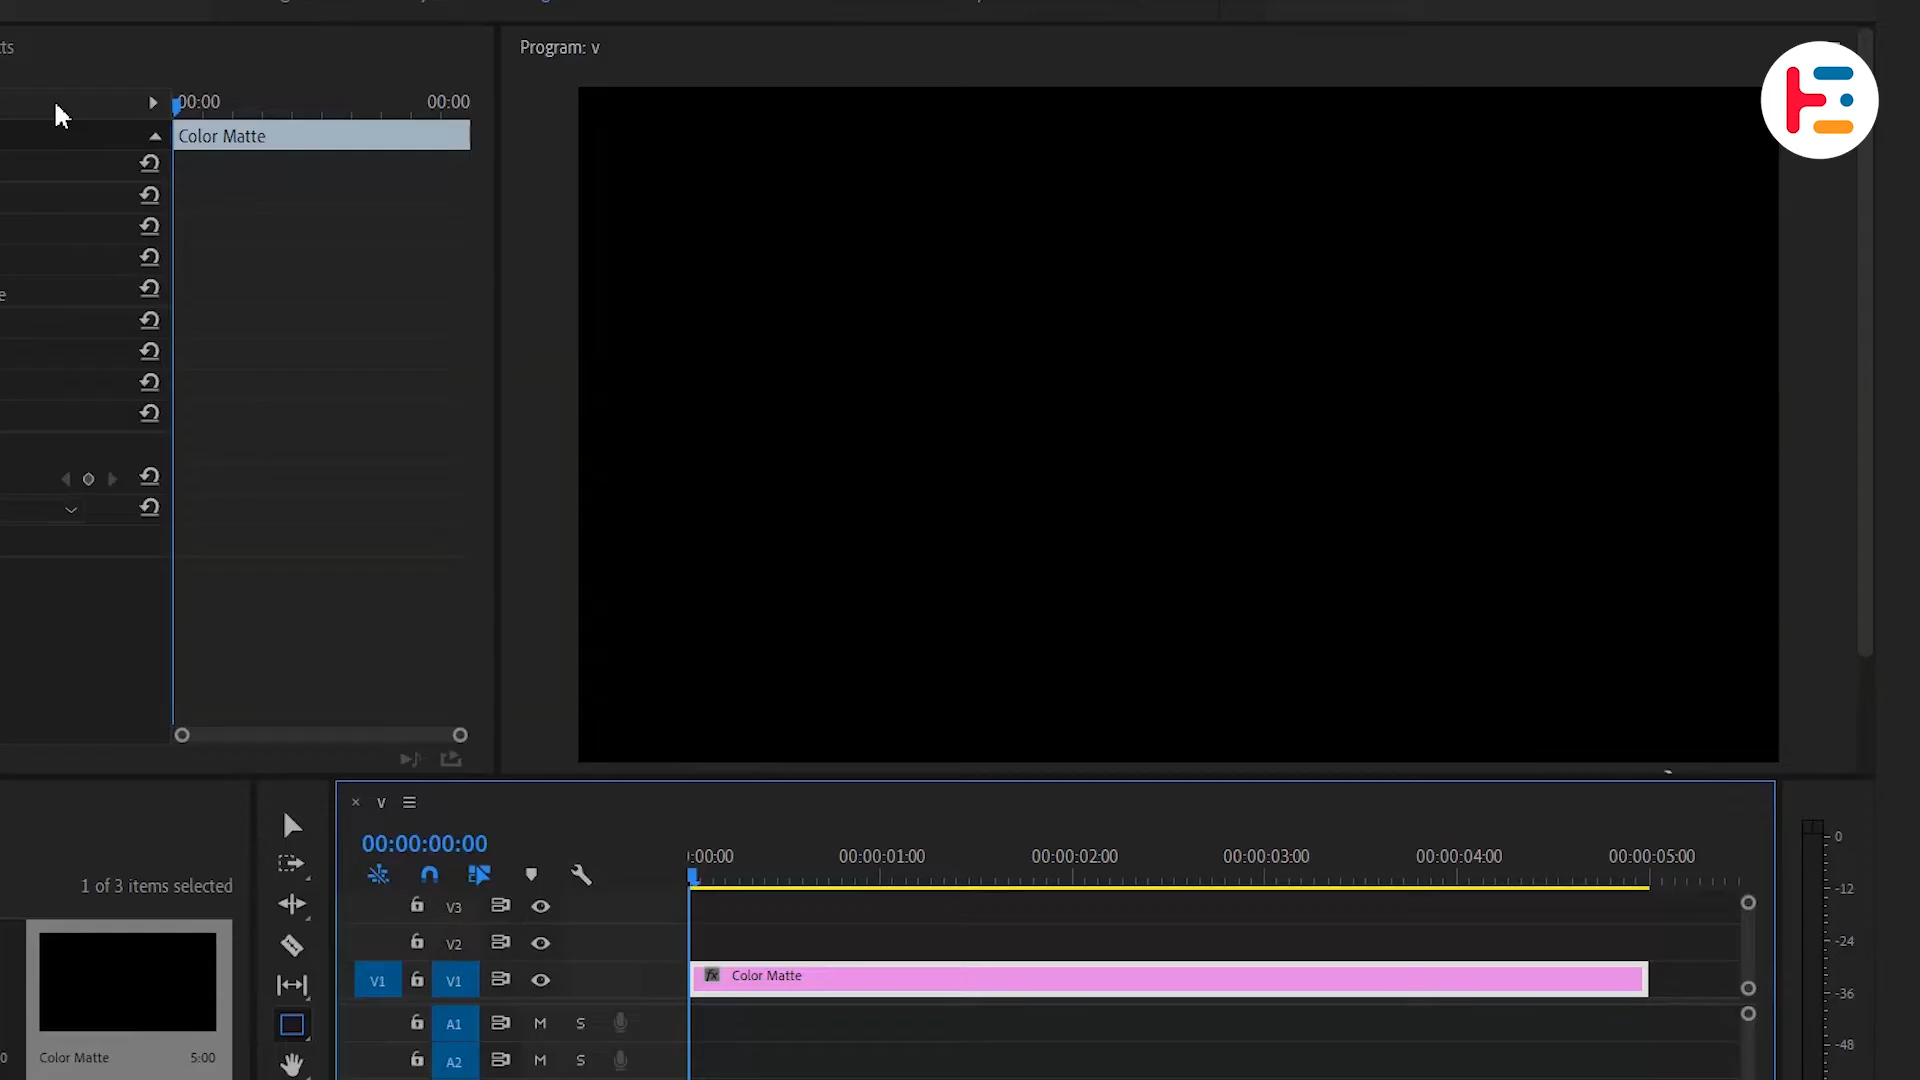 ts
Program: v
00:00
00:00
Color Matte
e
v
00:00:00:00
1 of 3 items selected
:00:00
00:00:01:00
00:00:02:00
00:00:03:00
00:00:04:00
00:00:05:00
V3
V2
V1
V1
fx Color Matte
A1
M
S
A2
M
S
0
Color Matte
5:00
0
-12
-24
-36
-48